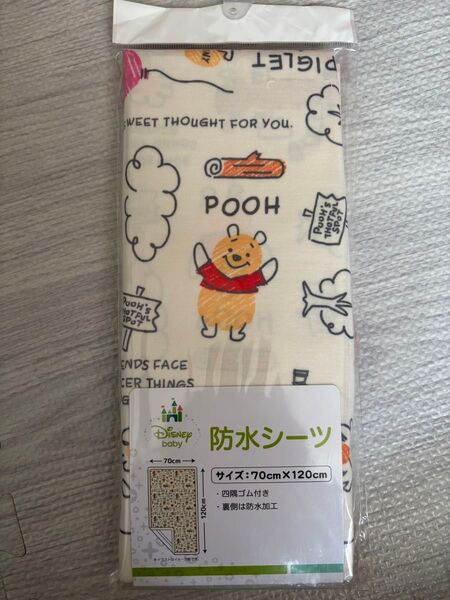 PIGLET
SWEET THOUGHT FOR YOU.
POOH
POOH'S
THOTFUL
SPOT
POOH'S
THOTFUL
SPOT
ENDS FACE
THINGS
Disney
baby
防水シーツ
サイズ:70cm×120cm
・四隅ゴム付き
・裏側は防水加工
70cm
120cm